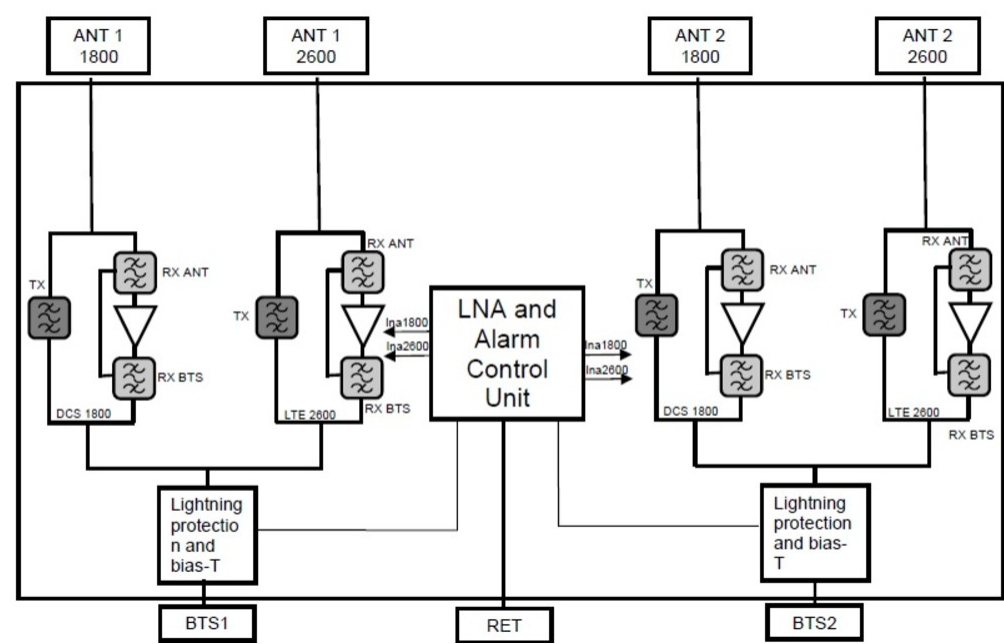 ANT 1
1800
ANT 1
2600
ANT 2
1800
ANT 2
2600
TX
RX ANT
RX BTS
DCS 1800
RX ANT
TX
RX BTS
LTE 2600
lna1800
lna2600
LNA and
Alarm
Control
Unit
lna1800
lna2600
TX
RX ANT
RX BTS
DCS 1800
RX ANT
TX
LTE 2600
RX BTS
Lightning
protectio
n and
bias-T
Lightning
protection
and bias-
T
BTS1
RET
BTS2